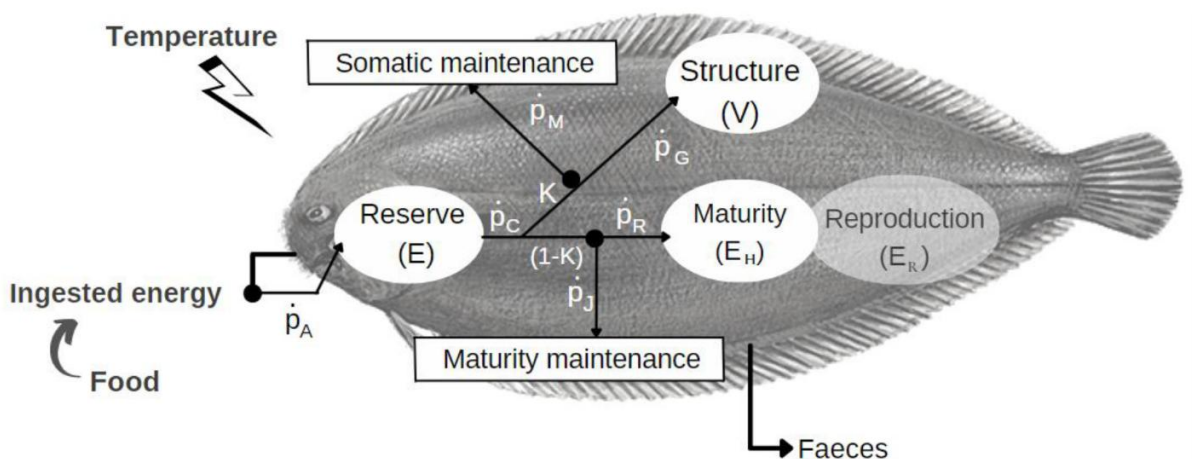 Temperature
Somatic maintenance
Structure
(V)
ṗM
ṗG
K
Reserve
(E)
ṗC
ṗR
(1-K)
Maturity
(EH)
Reproduction
(ER)
Ingested energy
ṗA
ṗJ
Food
Maturity maintenance
Faeces